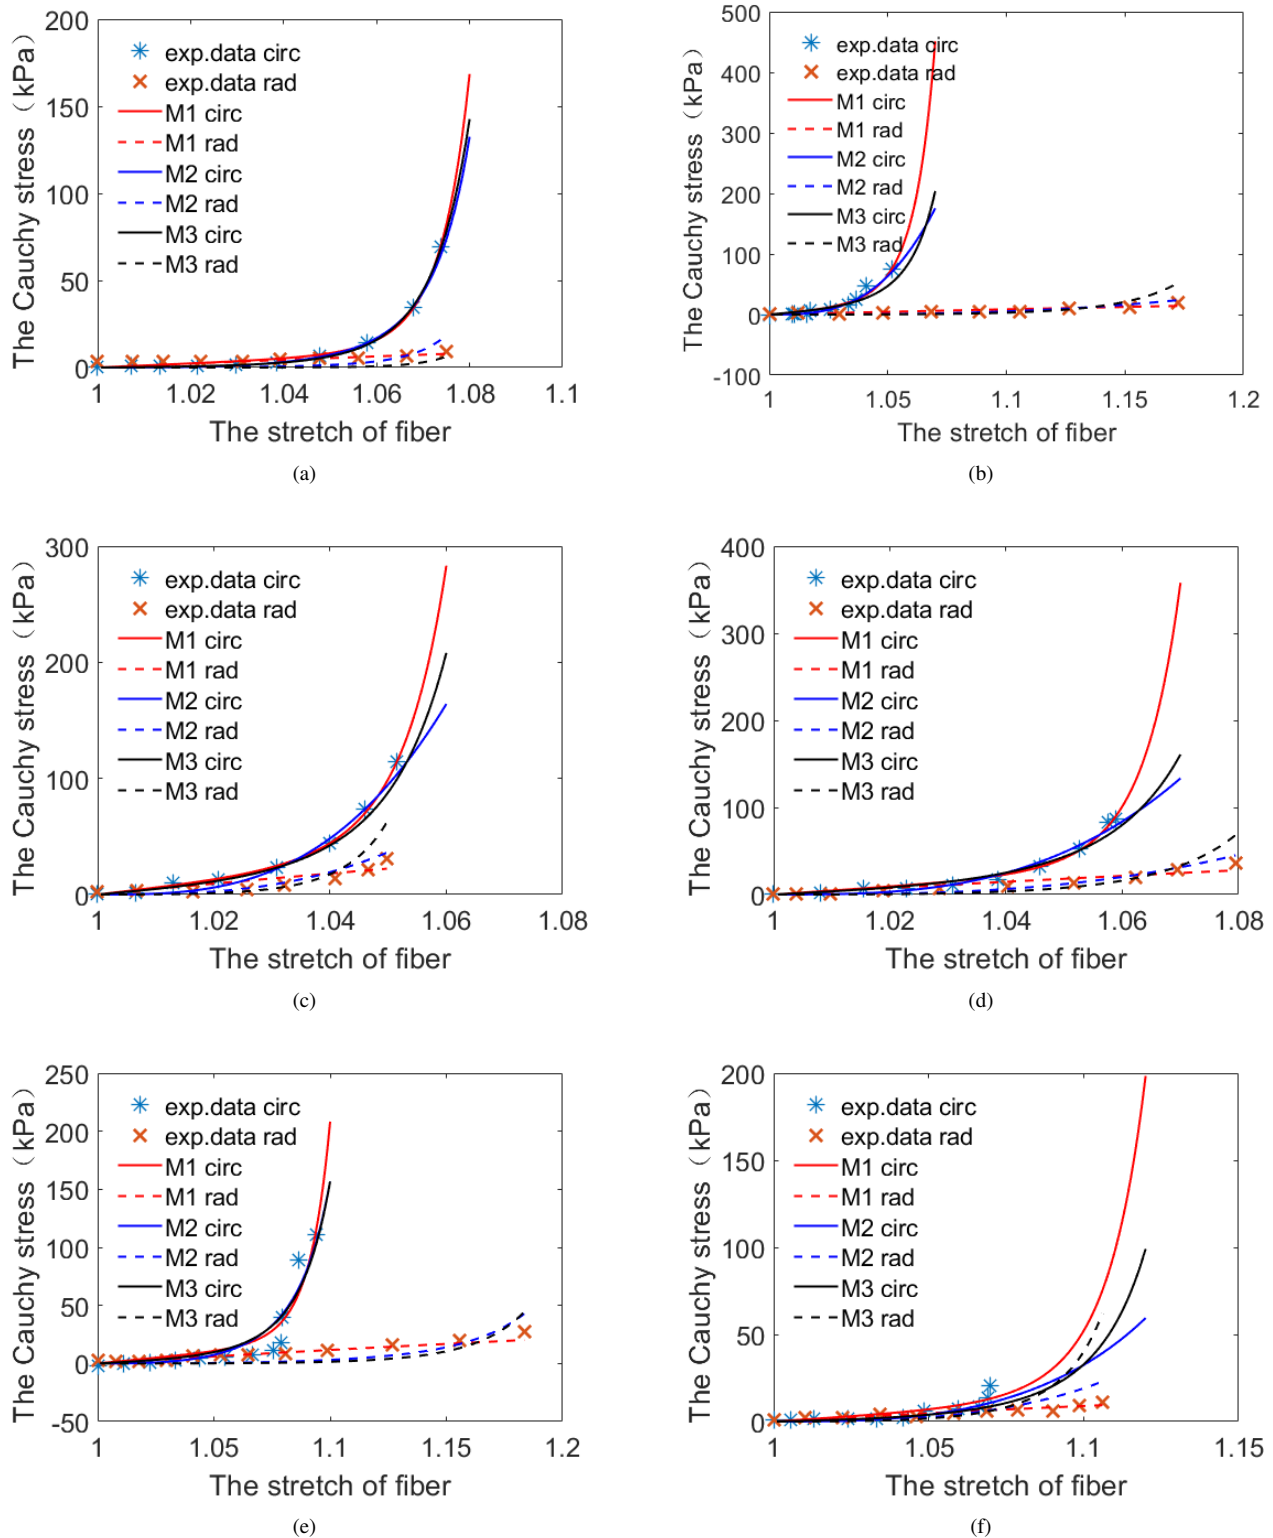 200
150
100
50
0
The Cauchy stress（kPa）
exp.data circ
exp.data rad
M1 circ
M1 rad
M2 circ
M2 rad
M3 circ
M3 rad
1 1.02 1.04 1.06 1.08 1.1
The stretch of fiber
(a)
500
400
300
200
100
0
-100
The Cauchy stress（kPa）
exp.data circ
exp.data rad
M1 circ
M1 rad
M2 circ
M2 rad
M3 circ
M3 rad
1 1.05 1.1 1.15 1.2
The stretch of fiber
(b)
300
200
100
0
The Cauchy stress（kPa）
exp.data circ
exp.data rad
M1 circ
M1 rad
M2 circ
M2 rad
M3 circ
M3 rad
1 1.02 1.04 1.06 1.08
The stretch of fiber
(c)
400
300
200
100
0
The Cauchy stress（kPa）
exp.data circ
exp.data rad
M1 circ
M1 rad
M2 circ
M2 rad
M3 circ
M3 rad
1 1.02 1.04 1.06 1.08
The stretch of fiber
(d)
250
200
150
100
50
0
-50
The Cauchy stress（kPa）
exp.data circ
exp.data rad
M1 circ
M1 rad
M2 circ
M2 rad
M3 circ
M3 rad
1 1.05 1.1 1.15 1.2
The stretch of fiber
(e)
200
150
100
50
0
The Cauchy stress（kPa）
exp.data circ
exp.data rad
M1 circ
M1 rad
M2 circ
M2 rad
M3 circ
M3 rad
1 1.05 1.1 1.15
The stretch of fiber
(f)